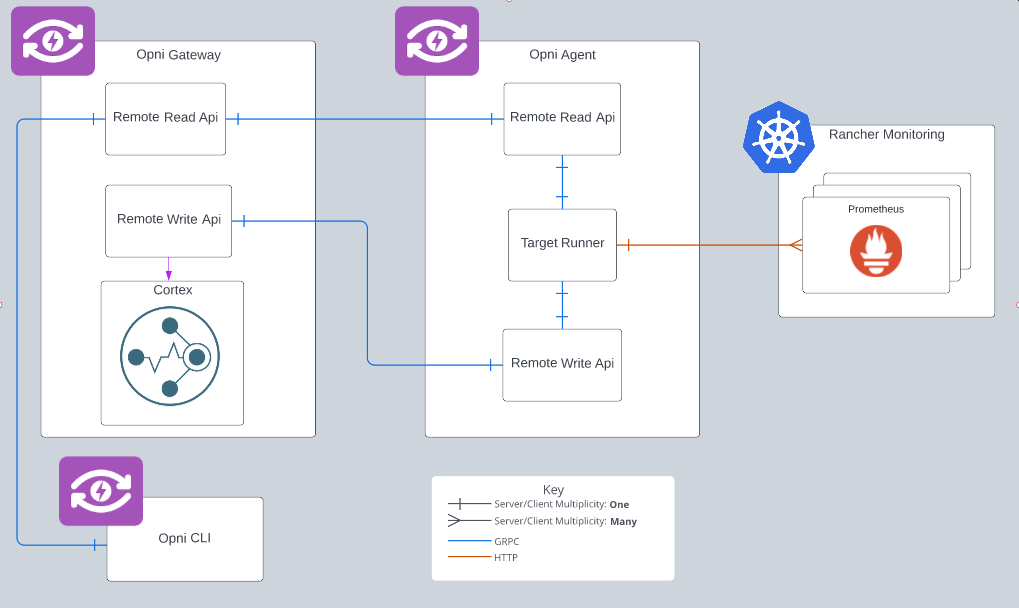 Opni Gateway
Remote Read Api
Remote Write Api
Cortex
Opni Agent
Remote Read Api
Target Runner
Remote Write Api
Rancher Monitoring
Prometheus
Opni CLI
Key
Server/Client Multiplicity: One
Server/Client Multiplicity: Many
GRPC
HTTP